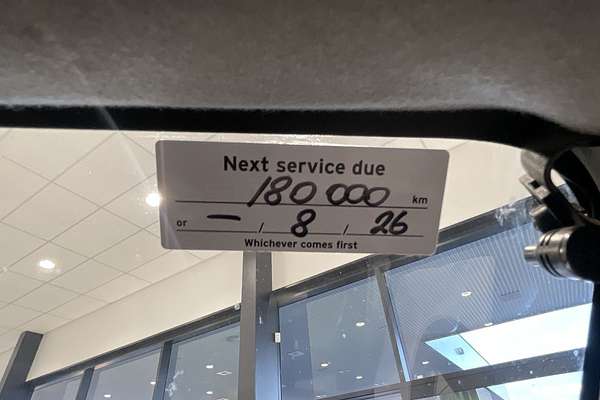 Next service due
180 000 km
or — / 8 / 26
Whichever comes first